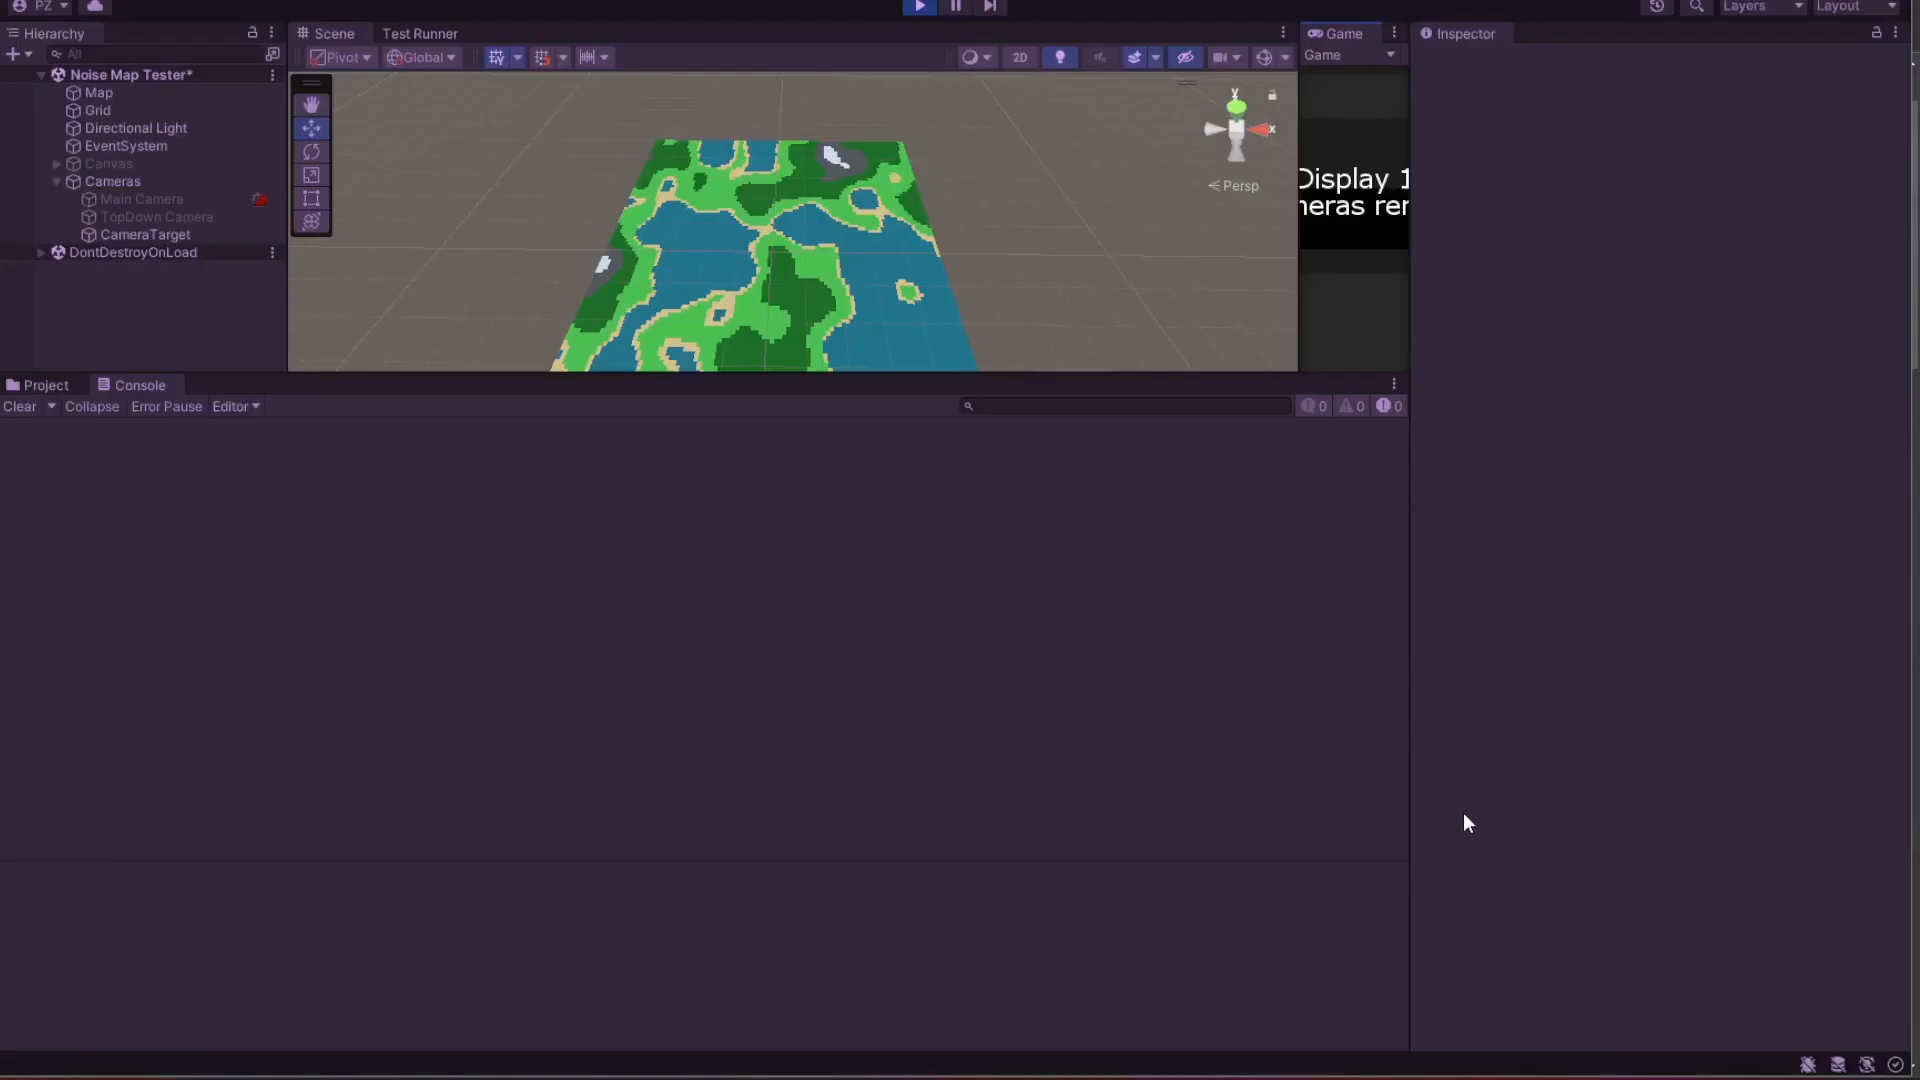 PZ
Layers
Layout
Hierarchy
All
Noise Map Tester*
Map
Grid
Directional Light
EventSystem
Canvas
Cameras
Main Camera
TopDown Camera
CameraTarget
DontDestroyOnLoad
Scene
Test Runner
Pivot
Global
2D
y
x
Persp
Game
Game
Display 1
neras rer
Inspector
Project
Console
Clear
Collapse
Error Pause
Editor
0
0
0